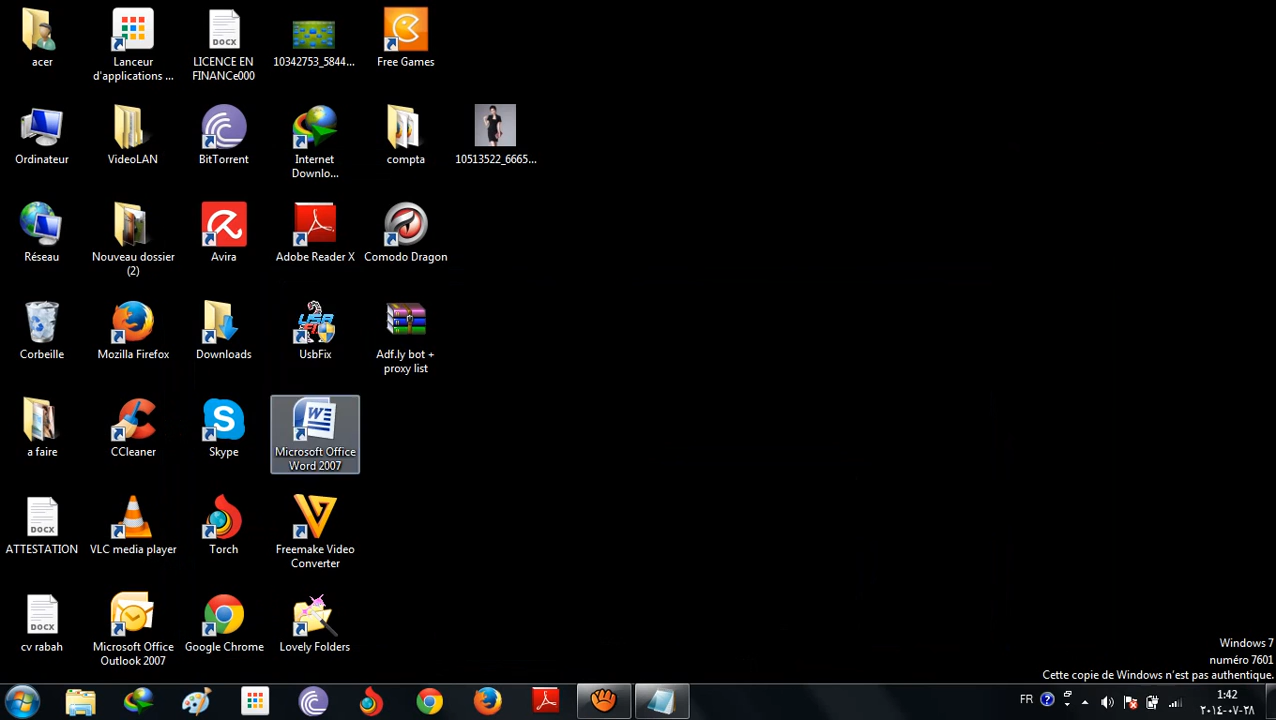 acer
Lanceur
d'applications ...
LICENCE EN
FINANCe000
10342753_5844...
Free Games
Ordinateur
VideoLAN
BitTorrent
Internet
Downlo...
compta
10513522_6665...
Réseau
Nouveau dossier
(2)
Avira
Adobe Reader X
Comodo Dragon
Corbeille
Mozilla Firefox
Downloads
UsbFix
Adf.ly bot +
proxy list
a faire
CCleaner
Skype
Microsoft Office
Word 2007
DOCX
ATTESTATION
VLC media player
Torch
Freemake Video
Converter
DOCX
cv rabah
Microsoft Office
Outlook 2007
Google Chrome
Lovely Folders
Windows 7
numéro 7601
Cette copie de Windows n'est pas authentique.
FR
1:42
٢٠١٤-٠٧-٢٨